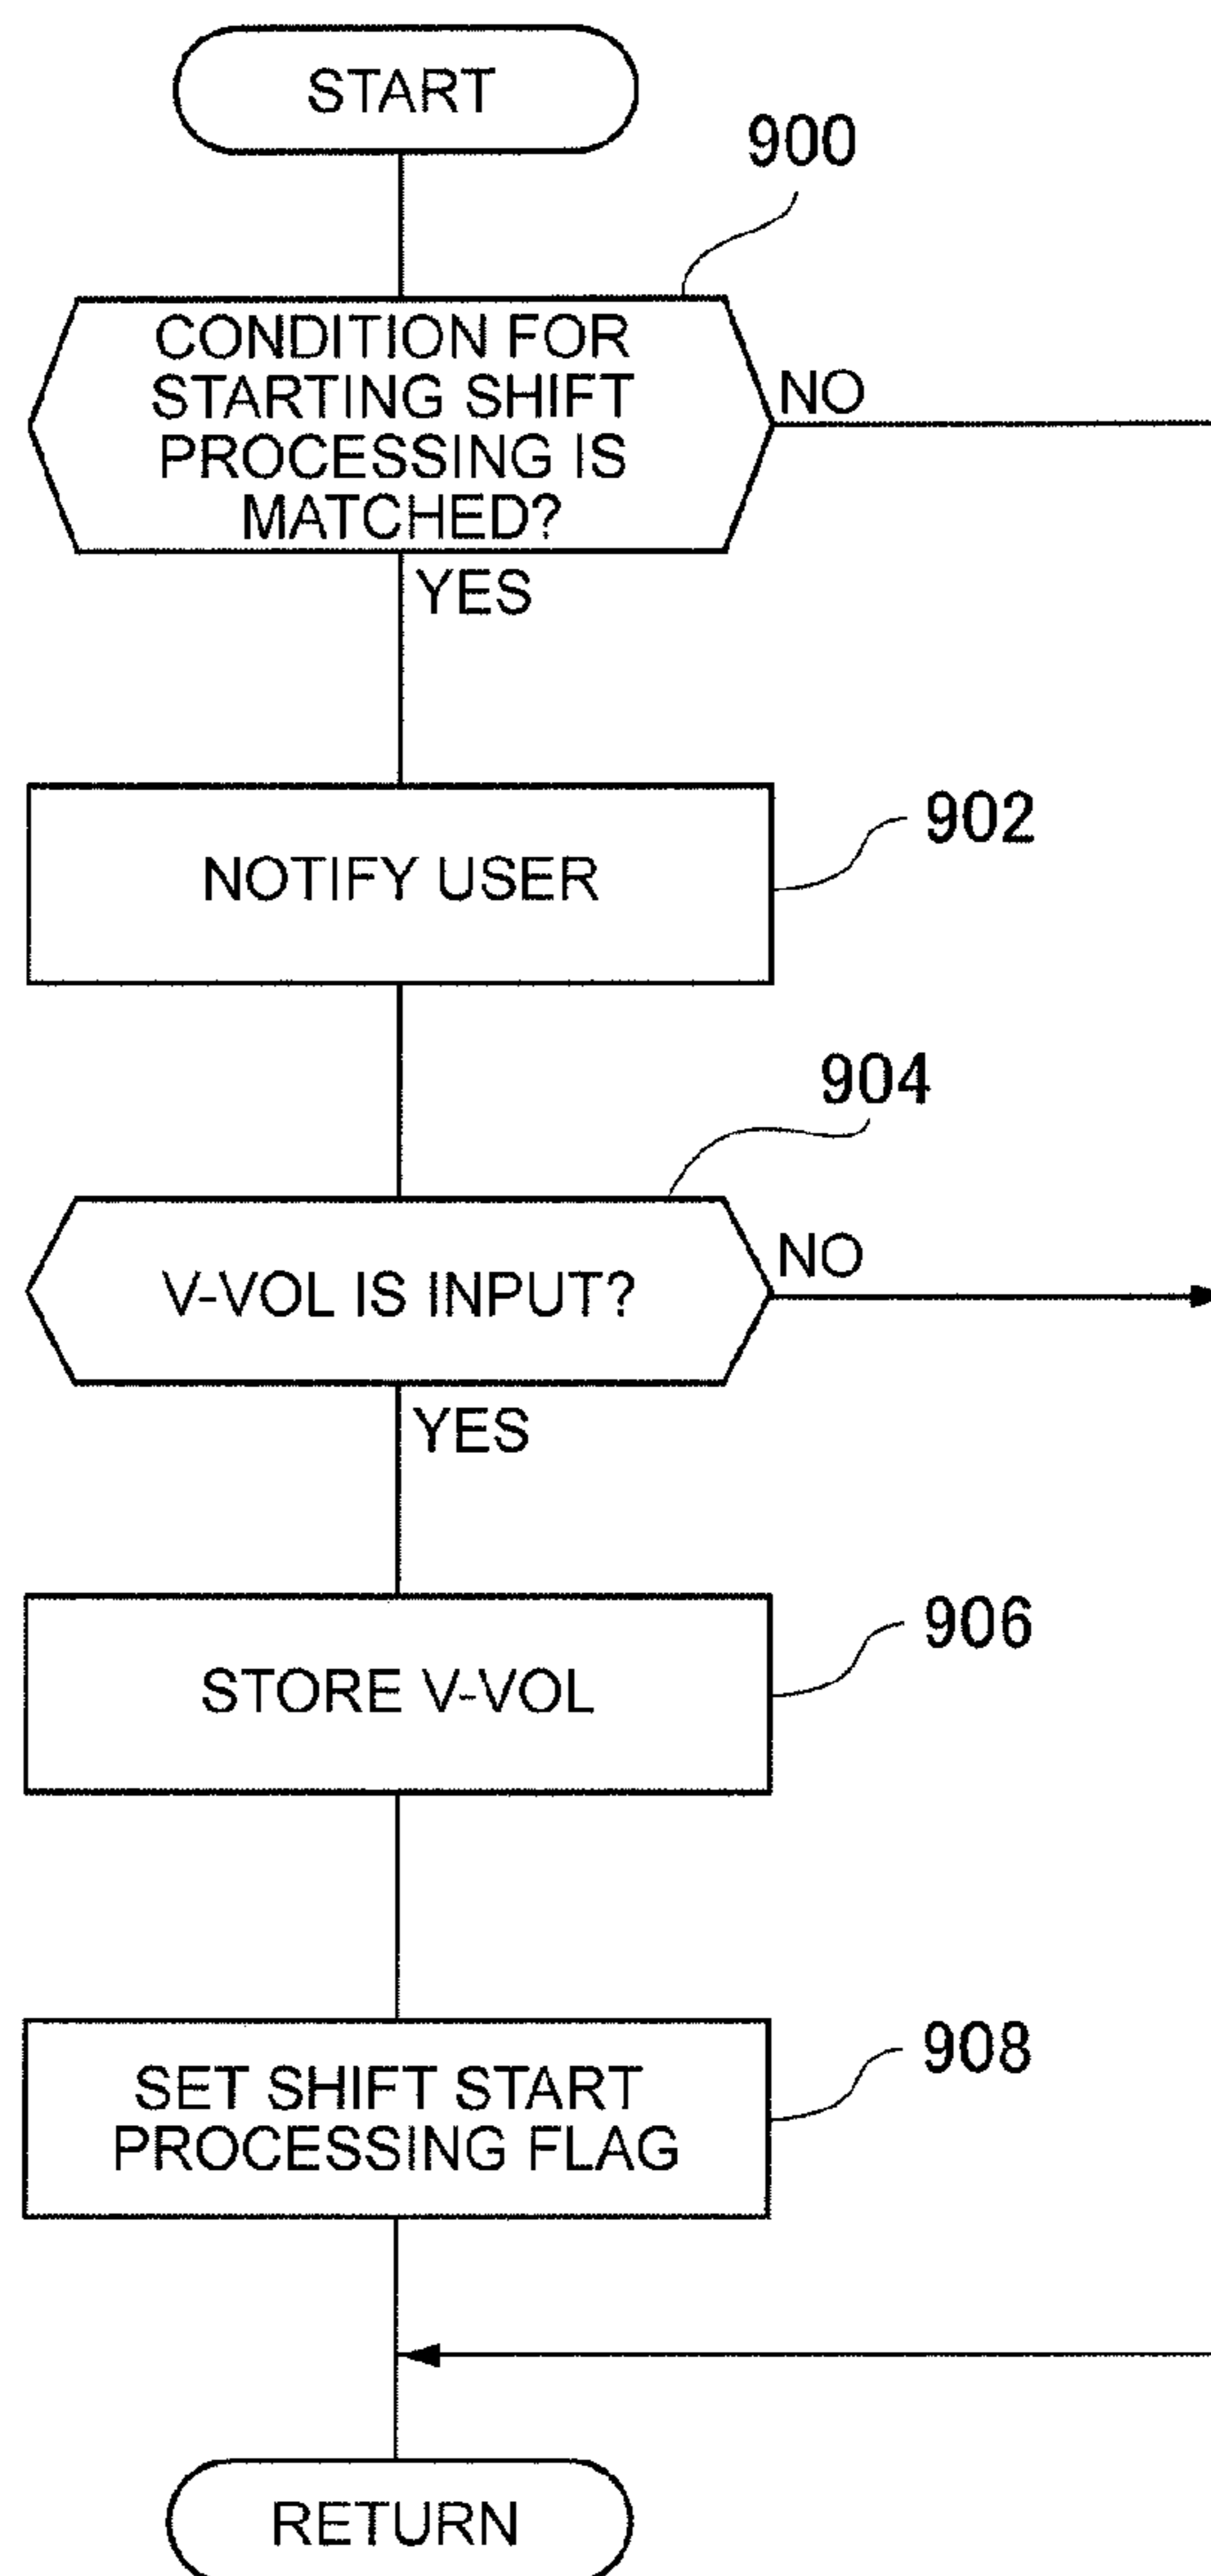 START
900
CONDITION FOR
STARTING SHIFT
PROCESSING IS
MATCHED?
NO
YES
NOTIFY USER
902
904
V-VOL IS INPUT?
NO
YES
STORE V-VOL
906
SET SHIFT START
PROCESSING FLAG
908
RETURN